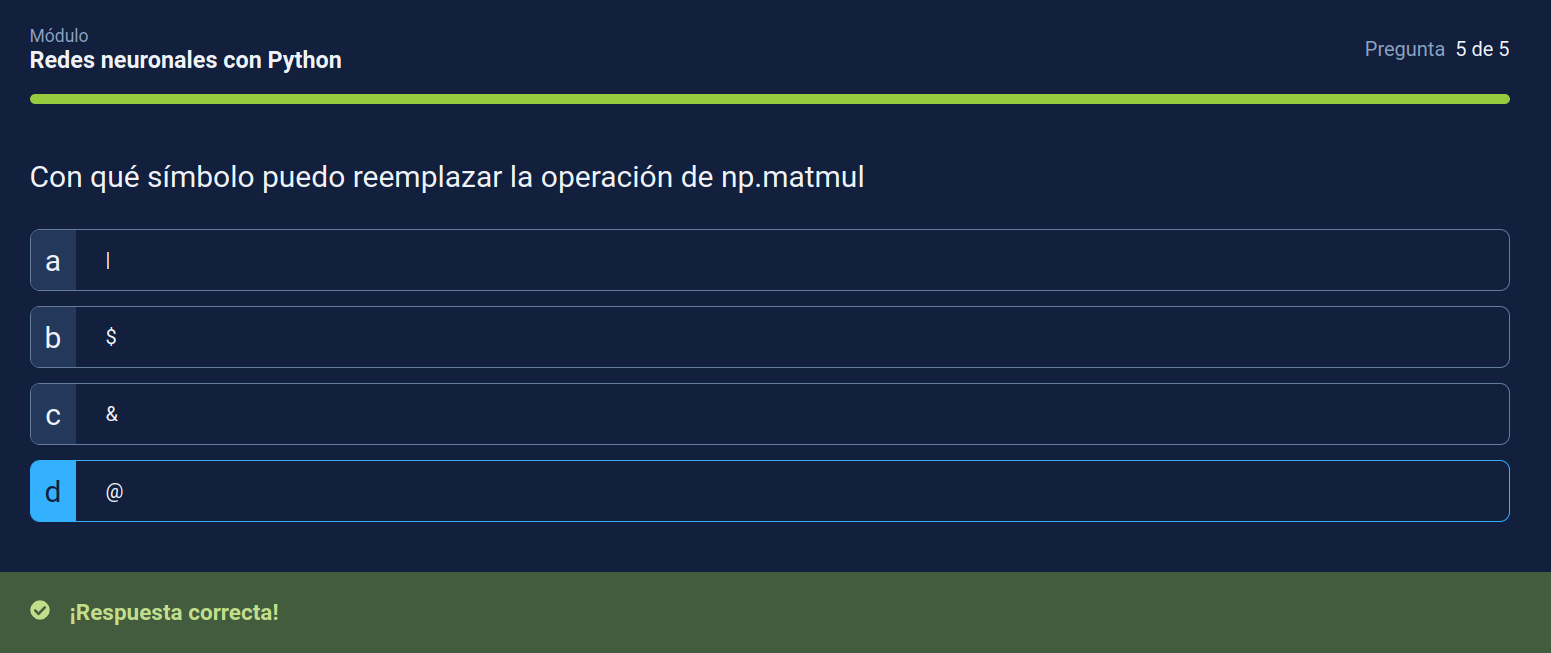 Módulo
Redes neuronales con Python
Pregunta 5 de 5
Con qué símbolo puedo reemplazar la operación de np.matmul
a |
b $
c &
d @
¡Respuesta correcta!